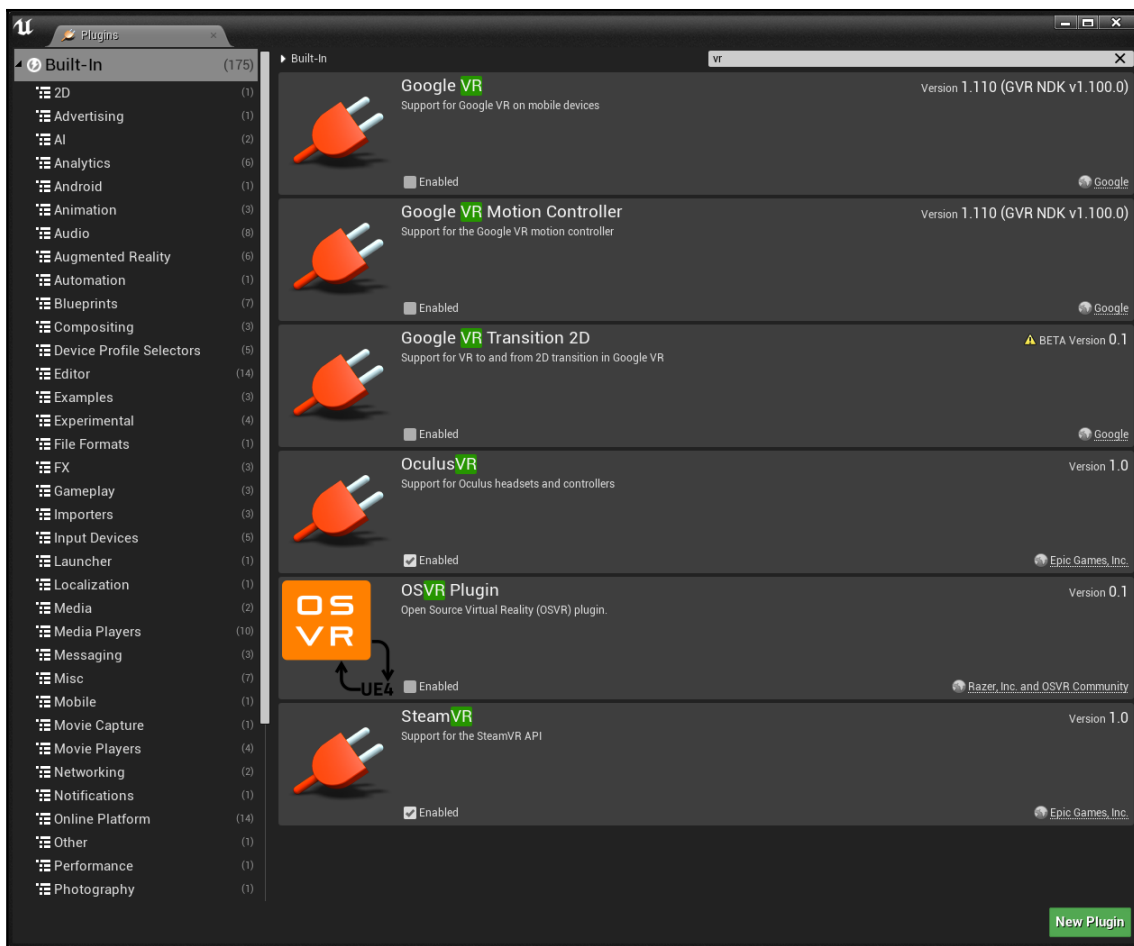 Plugins
Built-In (175)
2D (1)
Advertising (1)
AI (2)
Analytics (6)
Android (1)
Animation (3)
Audio (8)
Augmented Reality (6)
Automation (1)
Blueprints (7)
Compositing (3)
Device Profile Selectors (5)
Editor (14)
Examples (3)
Experimental (4)
File Formats (1)
FX (3)
Gameplay (3)
Importers (3)
Input Devices (5)
Launcher (1)
Localization (1)
Media (2)
Media Players (10)
Messaging (3)
Misc (7)
Mobile (1)
Movie Capture (1)
Movie Players (4)
Networking (2)
Notifications (1)
Online Platform (14)
Other (1)
Performance (1)
Photography (1)
Built-In
vr
Google VR Version 1.110 (GVR NDK v1.100.0)
Support for Google VR on mobile devices
Enabled Google
Google VR Motion Controller Version 1.110 (GVR NDK v1.100.0)
Support for the Google VR motion controller
Enabled Google
Google VR Transition 2D BETA Version 0.1
Support for VR to and from 2D transition in Google VR
Enabled Google
OculusVR Version 1.0
Support for Oculus headsets and controllers
Enabled Epic Games, Inc.
OS
VR
UE4
OSVR Plugin Version 0.1
Open Source Virtual Reality (OSVR) plugin.
Enabled Razer, Inc. and OSVR Community
SteamVR Version 1.0
Support for the SteamVR API
Enabled Epic Games, Inc.
New Plugin